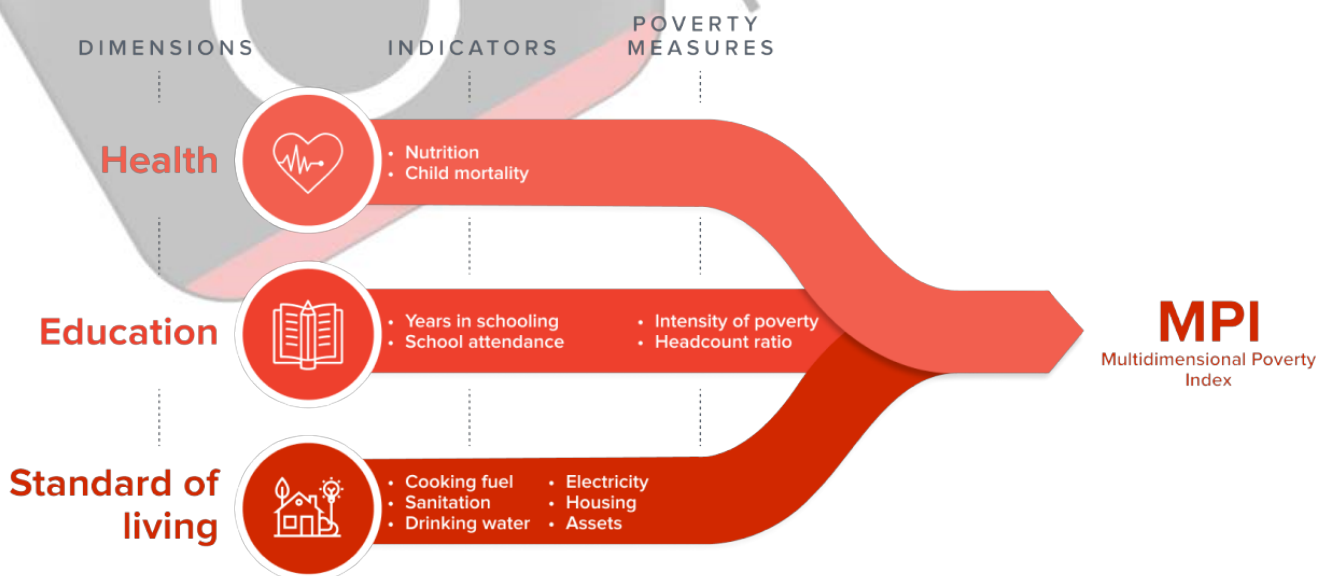 DIMENSIONS
INDICATORS
POVERTY
MEASURES
Health
• Nutrition
• Child mortality
Education
• Years in schooling
• School attendance
• Intensity of poverty
• Headcount ratio
Standard of
living
• Cooking fuel
• Sanitation
• Drinking water
• Electricity
• Housing
• Assets
MPI
Multidimensional Poverty
Index